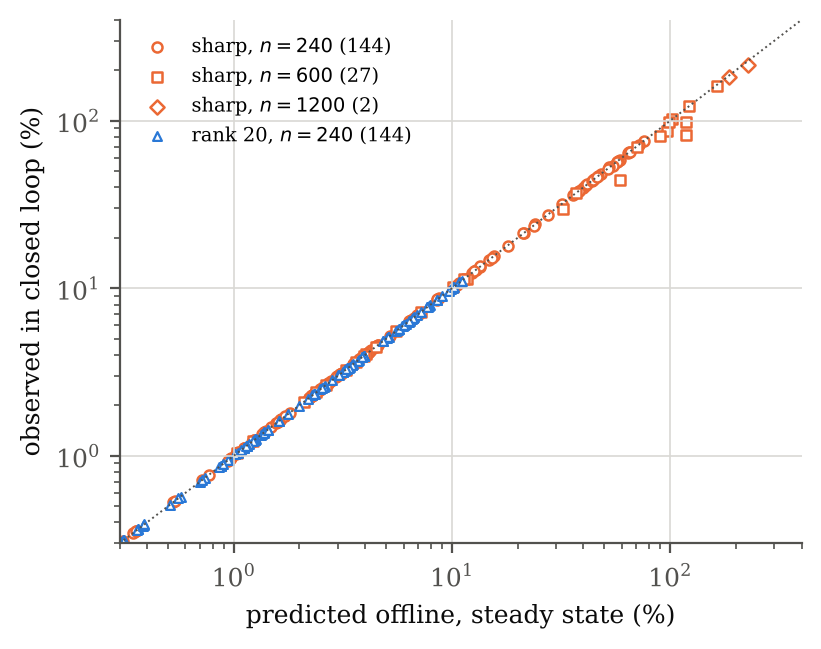 sharp, n = 240 (144)
sharp, n = 600 (27)
sharp, n = 1200 (2)
rank 20, n = 240 (144)
observed in closed loop (%)
10²
10¹
10⁰
10⁰ 10¹ 10²
predicted offline, steady state (%)